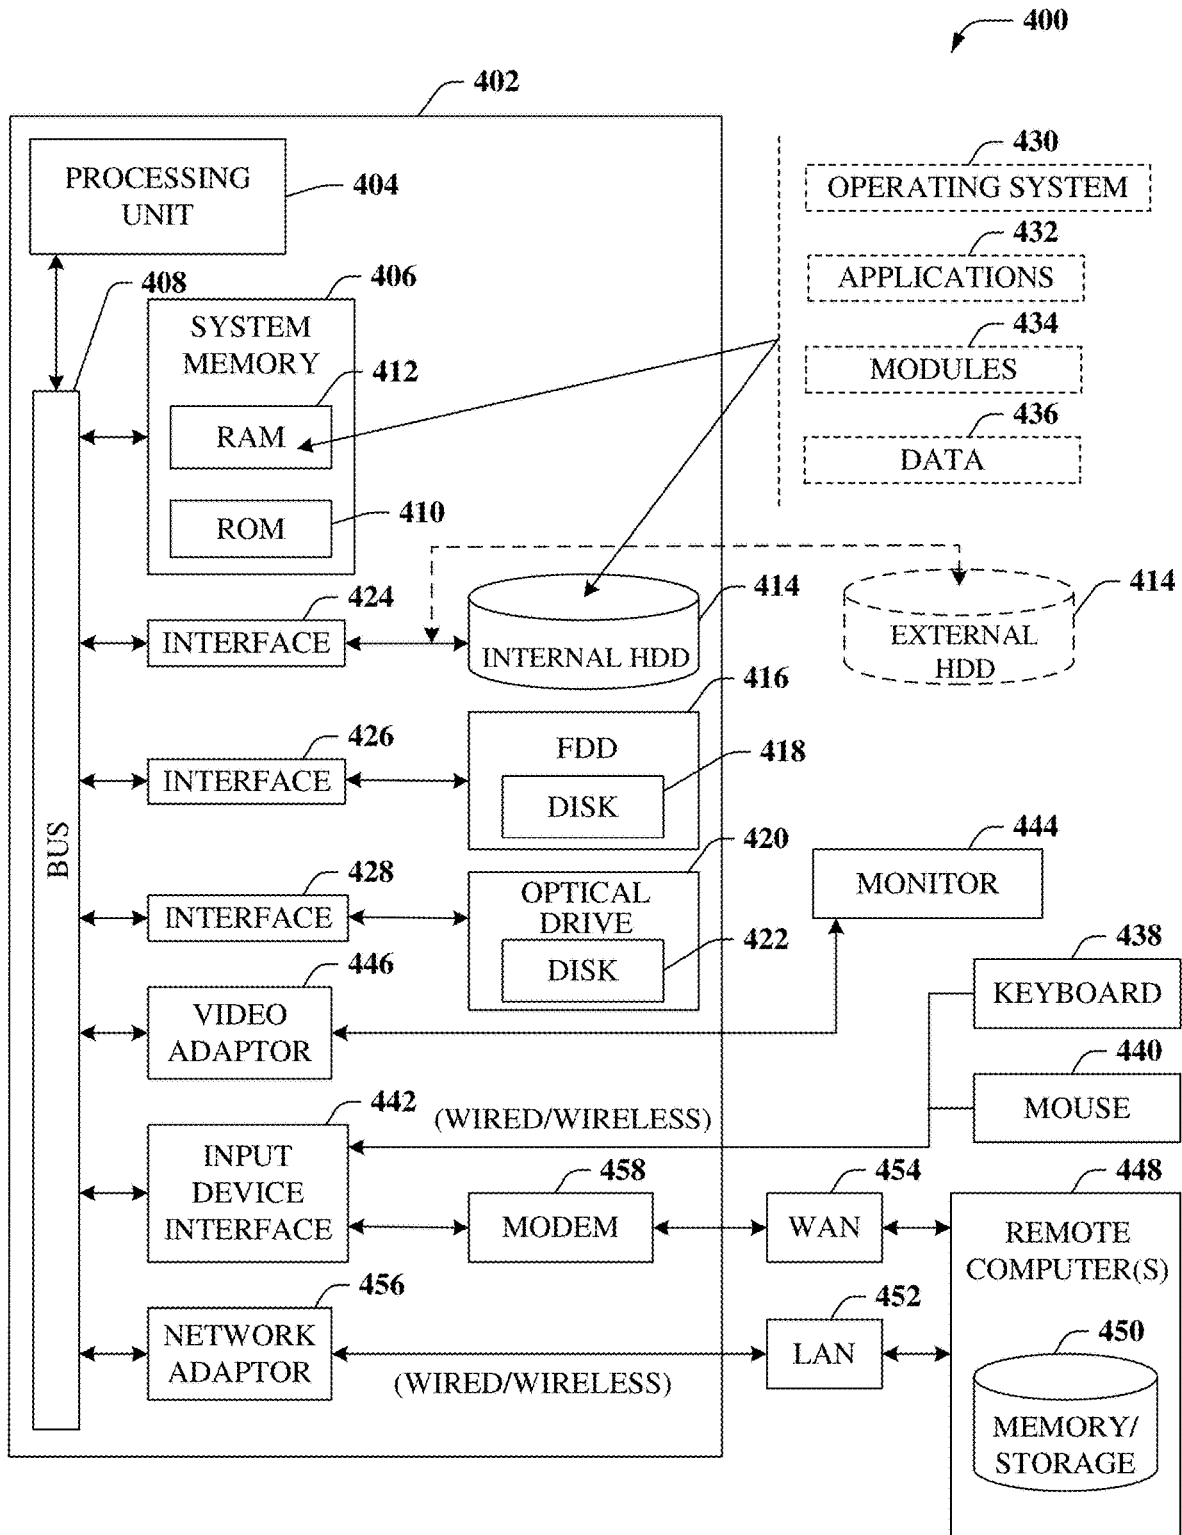 400
402
PROCESSING
UNIT
404
430
OPERATING SYSTEM
408
406
432
APPLICATIONS
SYSTEM
MEMORY
434
MODULES
412
RAM
436
DATA
410
ROM
424
INTERFACE
414
INTERNAL HDD
414
EXTERNAL
HDD
416
426
INTERFACE
FDD
418
DISK
BUS
420
444
MONITOR
428
INTERFACE
OPTICAL
DRIVE
422
DISK
438
KEYBOARD
446
VIDEO
ADAPTOR
440
MOUSE
442
(WIRED/WIRELESS)
INPUT
DEVICE
INTERFACE
458
MODEM
454
WAN
448
REMOTE
COMPUTER(S)
456
NETWORK
ADAPTOR
(WIRED/WIRELESS)
452
LAN
450
MEMORY/
STORAGE